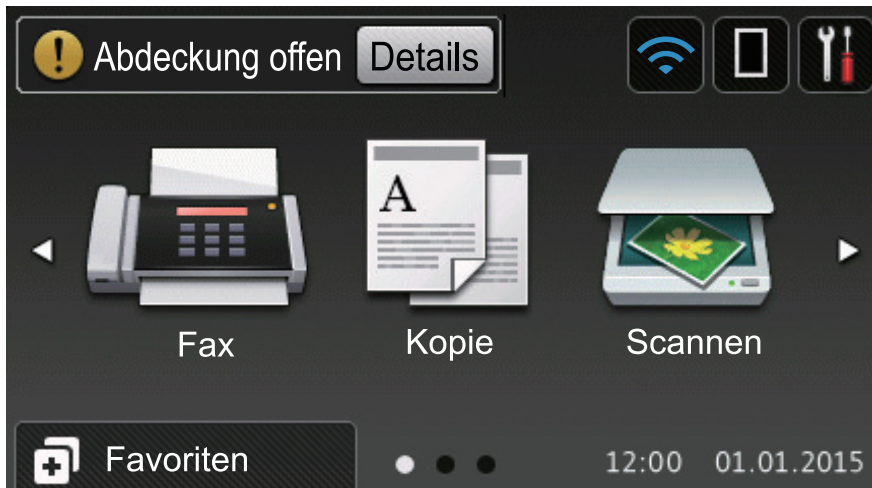 Abdeckung offen Details
A
Fax Kopie Scannen
Favoriten 12:00 01.01.2015